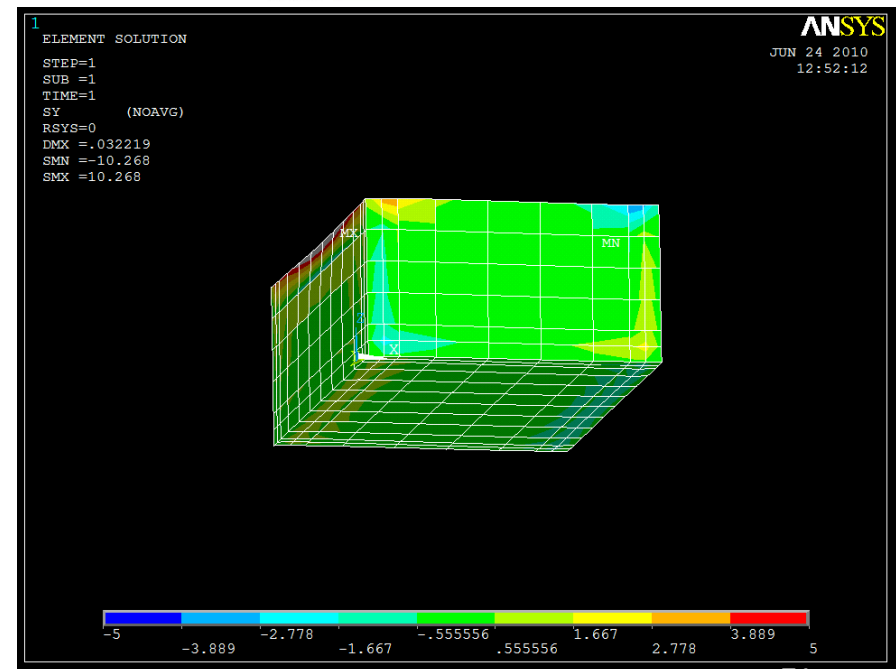 1
ANSYS
ELEMENT SOLUTION
JUN 24 2010
12:52:12
STEP=1
SUB =1
TIME=1
SY (NOAVG)
RSYS=0
DMX =.032219
SMN =-10.268
SMX =10.268
MX
MN
X
-5 -2.778 -.555556 1.667 3.889
-3.889 -1.667 .555556 2.778 5